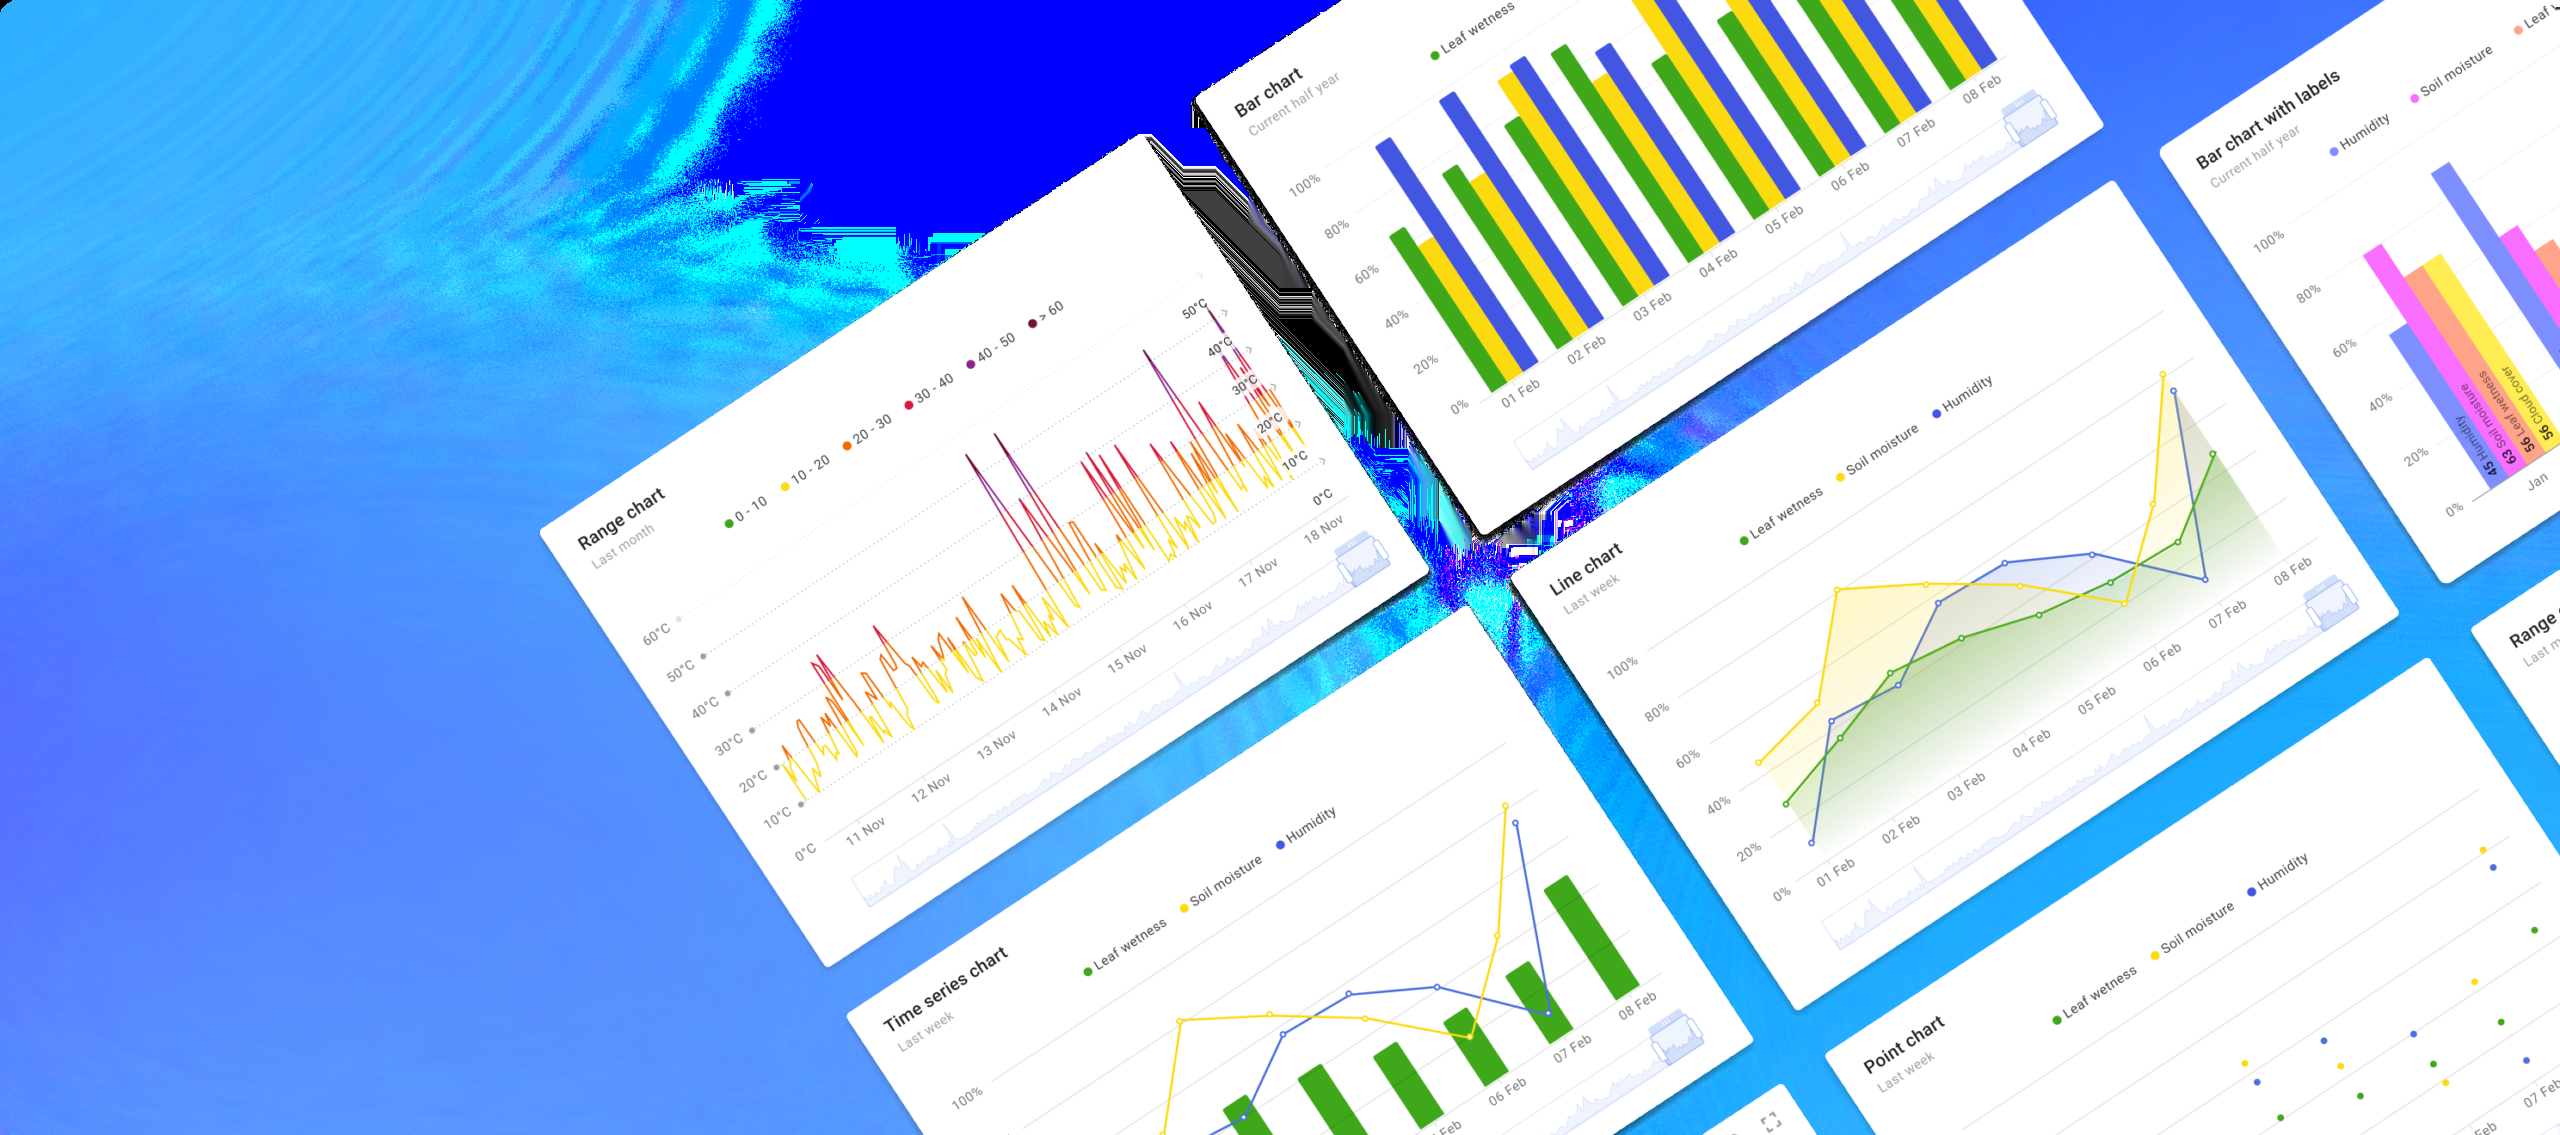 Bar chart
Current half year
Leaf wetness
100%
80%
60%
40%
20%
0%
01 Feb
02 Feb
03 Feb
04 Feb
05 Feb
06 Feb
07 Feb
08 Feb
Bar chart with labels
Current half year
Humidity
Soil moisture
Leaf
100%
80%
60%
40%
20%
0%
45 Humidity
63 Soil moisture
56 Leaf wetness
56 Cloud cover
Jan
Range chart
Last month
0 - 10
10 - 20
20 - 30
30 - 40
40 - 50
> 60
60°C
50°C
40°C
30°C
20°C
10°C
0°C
50°C
40°C
30°C
20°C
10°C
0°C
11 Nov
12 Nov
13 Nov
14 Nov
15 Nov
16 Nov
17 Nov
18 Nov
Line chart
Last week
Leaf wetness
Soil moisture
Humidity
100%
80%
60%
40%
20%
0%
01 Feb
02 Feb
03 Feb
04 Feb
05 Feb
06 Feb
07 Feb
08 Feb
Range
Last m
Time series chart
Last week
Leaf wetness
Soil moisture
Humidity
100%
Feb
06 Feb
07 Feb
08 Feb
Point chart
Last week
Leaf wetness
Soil moisture
Humidity
Feb
07 Feb